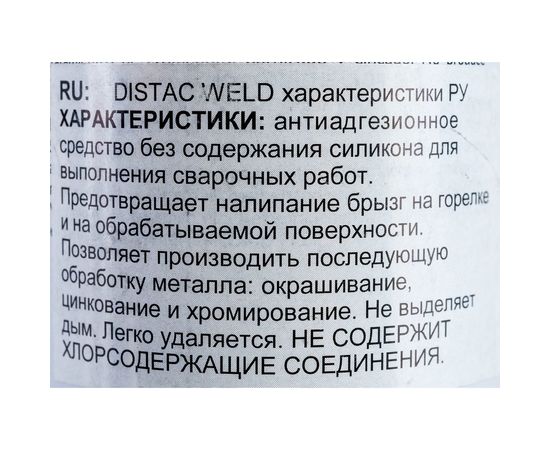 RU: DISTAC WELD характеристики РУ
ХАРАКТЕРИСТИКИ: антиадгезионное
средство без содержания силикона для
выполнения сварочных работ.
Предотвращает налипание брызг на горелке
и на обрабатываемой поверхности.
Позволяет производить последующую
обработку металла: окрашивание,
цинкование и хромирование. Не выделяет
дым. Легко удаляется. НЕ СОДЕРЖИТ
ХЛОРСОДЕРЖАЩИЕ СОЕДИНЕНИЯ.